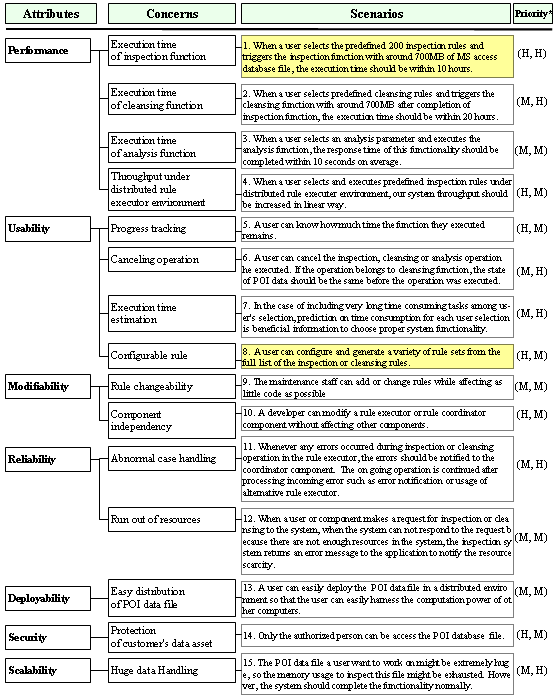 Attributes Concerns Scenarios Priority*
Performance
Execution time
of inspection function
1. When a user selects the predefined 200 inspection rules and
triggers the inspection function with around 700MB of MS access
database file, the execution time should be within 10 hours.
(H, H)
Execution time
of cleansing function
2. When a user selects predefined cleansing rules and triggers the
cleansing function with around 700MB after completion of
inspection function, the execution time should be within 20 hours.
(M, H)
Execution time
of analysis function
3. When a user selects an analysis parameter and executes the
analysis function, the response time of this functionality should be
completed within 10 seconds on average.
(M, M)
Throughput under
distributed rule
executor environment
4. When a user selects and executes predefined inspection rules under
distributed rule executer environment, our system throughput should
be increased in linear way.
(H, M)
Usability
Progress tracking
5. A user can know how much time the function they executed
remains.
(H, M)
Canceling operation
6. A user can cancel the inspection, cleansing or analysis operation
he executed. If the operation belongs to cleansing function, the state
of POI data should be the same before the operation was executed.
(M, H)
Execution time
estimation
7. In the case of including very long time consuming tasks among us-
er's selection, prediction on time consumption for each user selection
is beneficial information to choose proper system functionality.
(M, H)
Configurable rule
8. A user can configure and generate a variety of rule sets from the
full list of the inspection or cleansing rules.
(H, M)
Modifiability
Rule changeability
9. The maintenance staff can add or change rules while affecting as
little code as possible
(M, M)
Component
independency
10. A developer can modify a rule executor or rule coordinator
component without affecting other components.
(H, M)
Reliability
Abnormal case handling
11. Whenever any errors occurred during inspection or cleansing
operation in the rule executor, the errors should be notified to the
coordinator component. The on going operation is continued after
processing incoming error such as error notification or usage of
alternative rule executor.
(M, H)
Run out of resources
12. When a user or component makes a request for inspection or clea
nsing to the system, when the system can not respond to the request b
ecause there are not enough resources in the system, the inspection sy
stem returns an error message to the application to notify the resource
scarcity.
(M, M)
Deployability
Easy distribution
of POI data file
13. A user can easily deploy the POI data file in a distributed enviro
nment so that the user can easily harness the computation power of ot
her computers.
(M, M)
Security
Protection
of customer's data asset
14. Only the authorized person can be access the POI database file.
(H, M)
Scalability
Huge data Handling
15. The POI data file a user want to work on might be extremely hug
e, so the memory usage to inspect this file might be exhausted. Howe
ver, the system should complete the functionality normally.
(M, H)